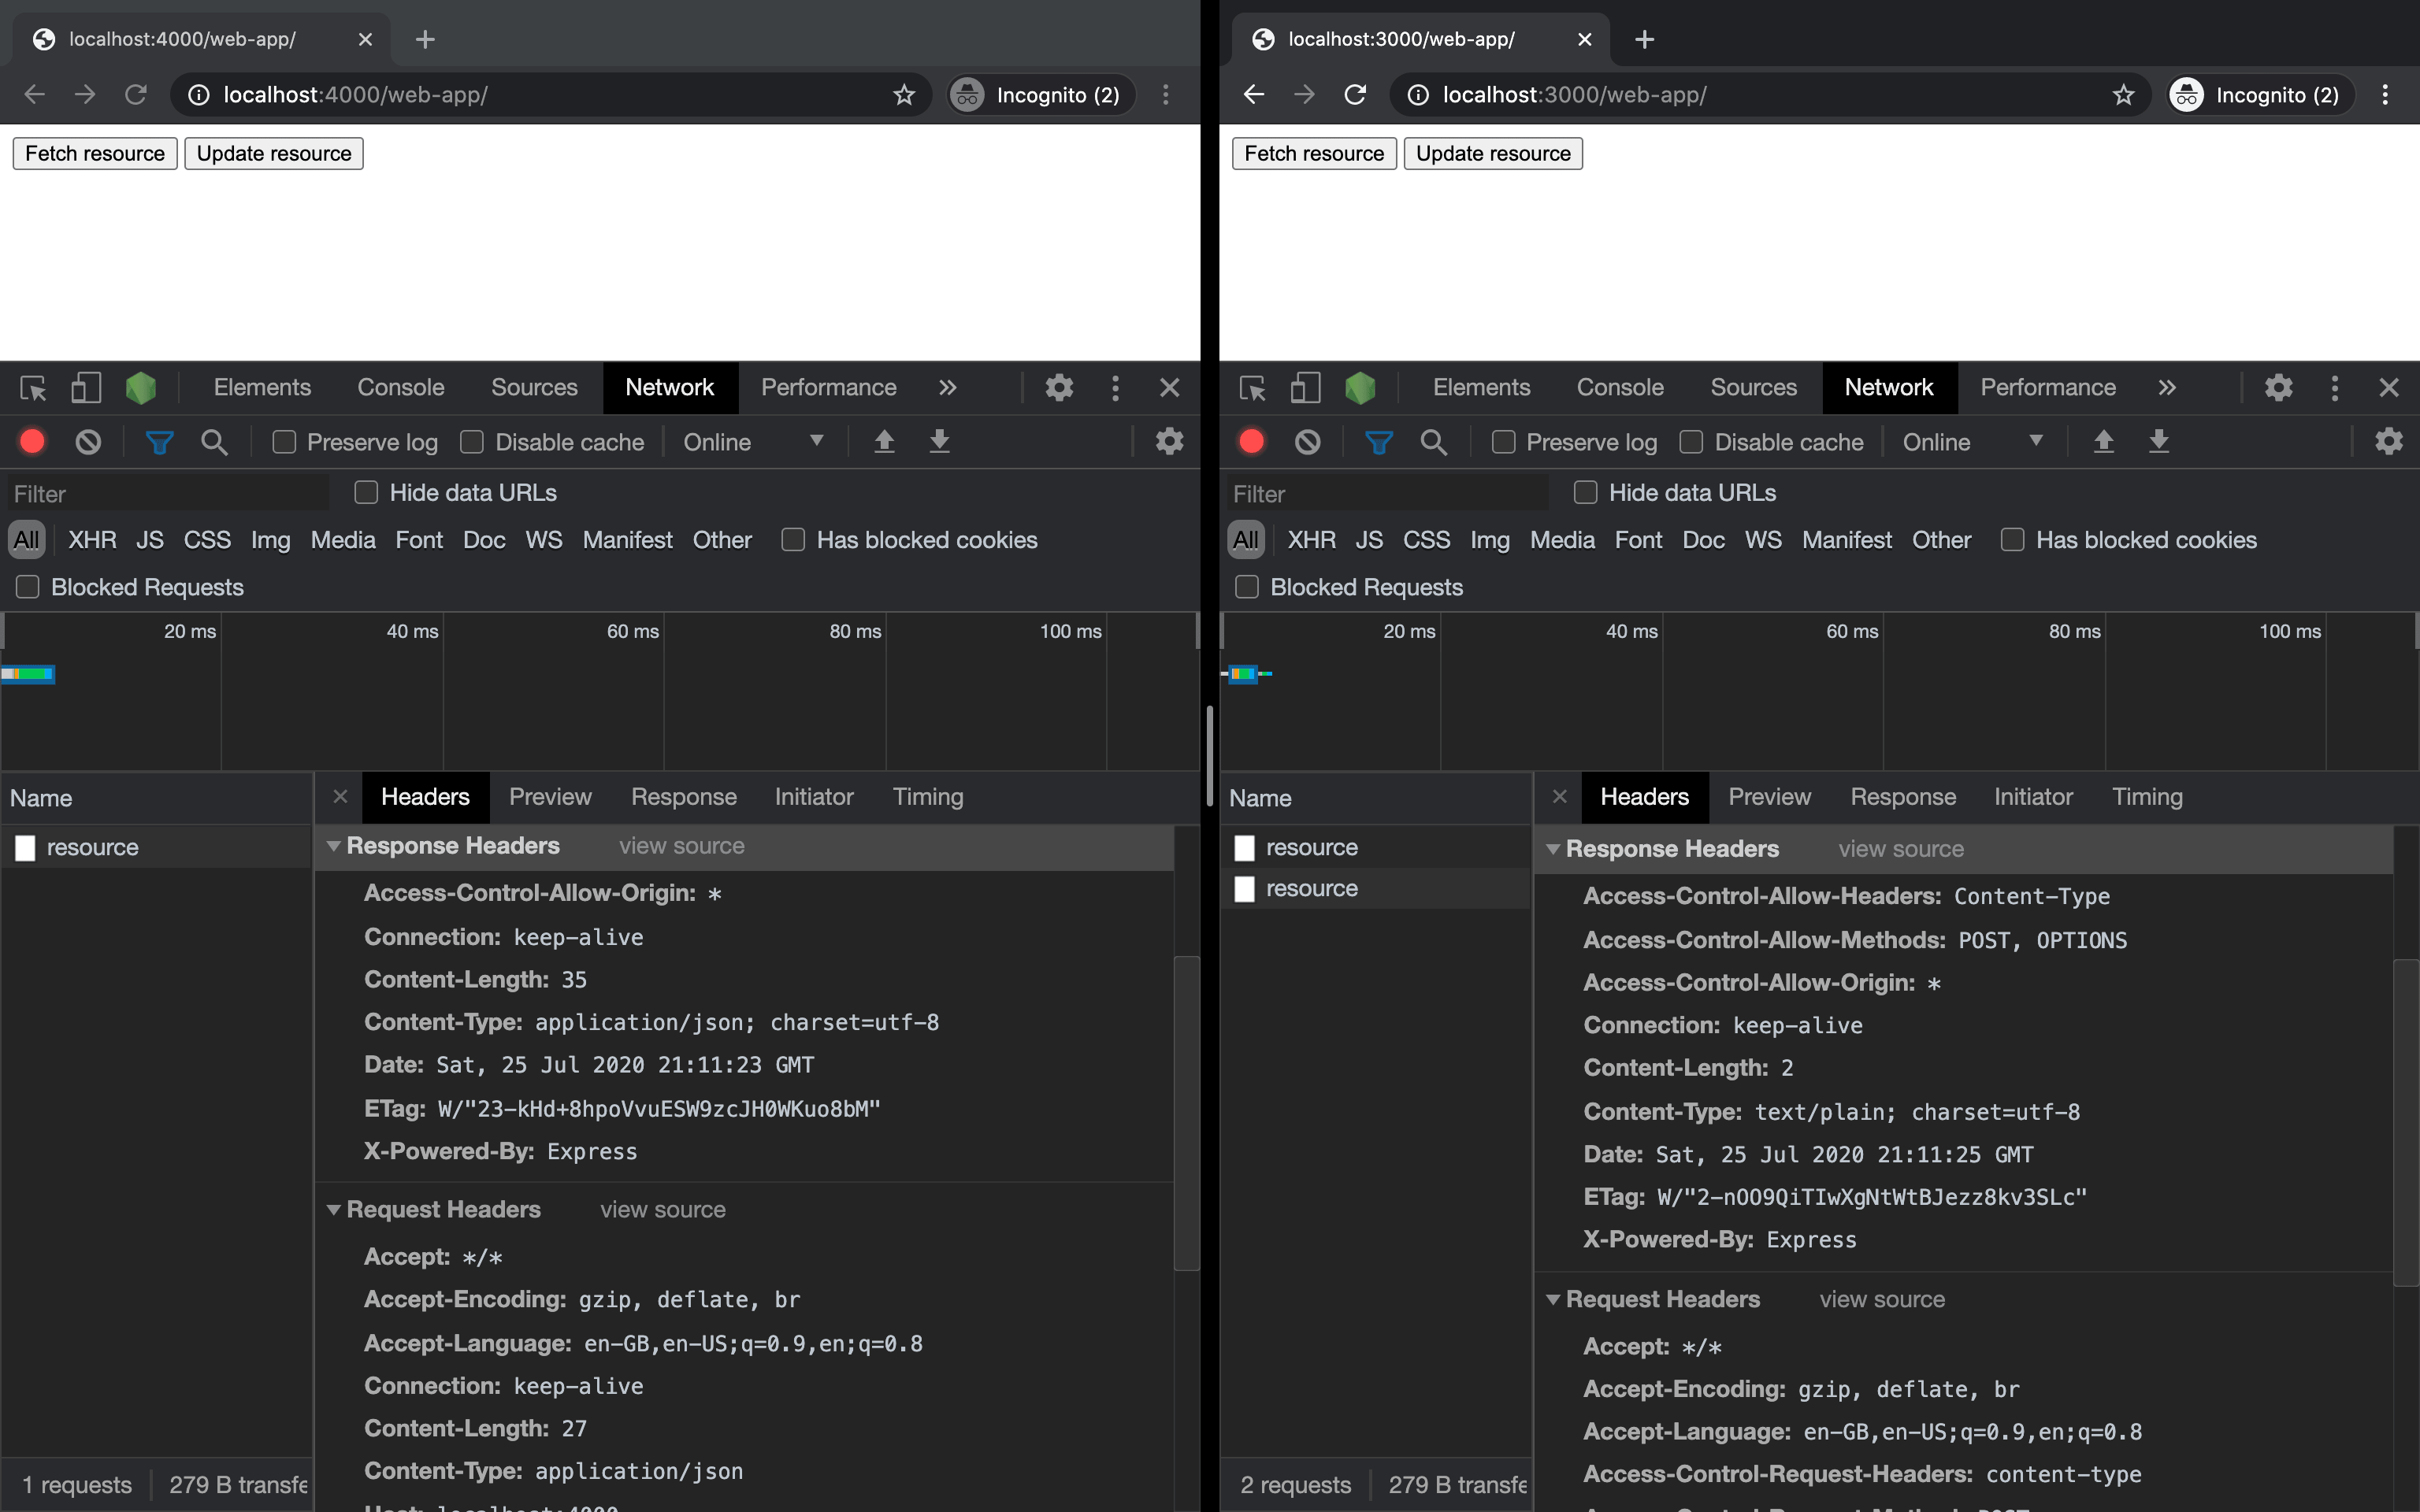 localhost:4000/web-app/
localhost:4000/web-app/
Incognito (2)
Fetch resource
Update resource
Elements Console Sources Network Performance
Preserve log Disable cache Online
Filter
Hide data URLs
All XHR JS CSS Img Media Font Doc WS Manifest Other Has blocked cookies
Blocked Requests
20 ms 40 ms 60 ms 80 ms 100 ms
Name
resource
1 requests 279 B transfe
Headers Preview Response Initiator Timing
Response Headers view source
Access-Control-Allow-Origin: *
Connection: keep-alive
Content-Length: 35
Content-Type: application/json; charset=utf-8
Date: Sat, 25 Jul 2020 21:11:23 GMT
ETag: W/"23-kHd+8hpoVvuESW9zcJH0WKuo8bM"
X-Powered-By: Express
Request Headers view source
Accept: */*
Accept-Encoding: gzip, deflate, br
Accept-Language: en-GB,en-US;q=0.9,en;q=0.8
Connection: keep-alive
Content-Length: 27
Content-Type: application/json
Host: localhost:4000
localhost:3000/web-app/
localhost:3000/web-app/
Incognito (2)
Fetch resource
Update resource
Elements Console Sources Network Performance
Preserve log Disable cache Online
Filter
Hide data URLs
All XHR JS CSS Img Media Font Doc WS Manifest Other Has blocked cookies
Blocked Requests
20 ms 40 ms 60 ms 80 ms 100 ms
Name
resource
resource
2 requests 279 B transfe
Headers Preview Response Initiator Timing
Response Headers view source
Access-Control-Allow-Headers: Content-Type
Access-Control-Allow-Methods: POST, OPTIONS
Access-Control-Allow-Origin: *
Connection: keep-alive
Content-Length: 2
Content-Type: text/plain; charset=utf-8
Date: Sat, 25 Jul 2020 21:11:25 GMT
ETag: W/"2-nOO9QiTIwXgNtWtBJezz8kv3SLc"
X-Powered-By: Express
Request Headers view source
Accept: */*
Accept-Encoding: gzip, deflate, br
Accept-Language: en-GB,en-US;q=0.9,en;q=0.8
Access-Control-Request-Headers: content-type
Access-Control-Request-Method: POST